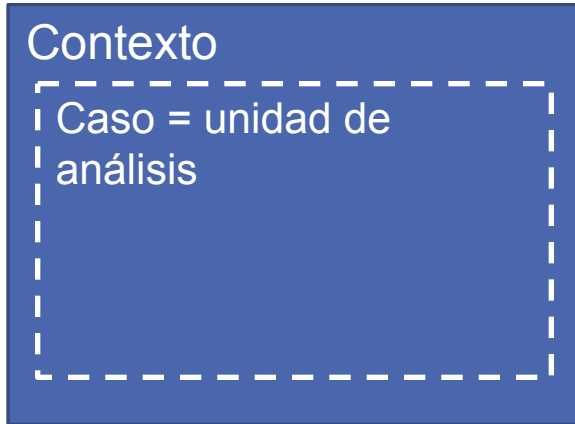 Contexto
Caso = unidad de
análisis